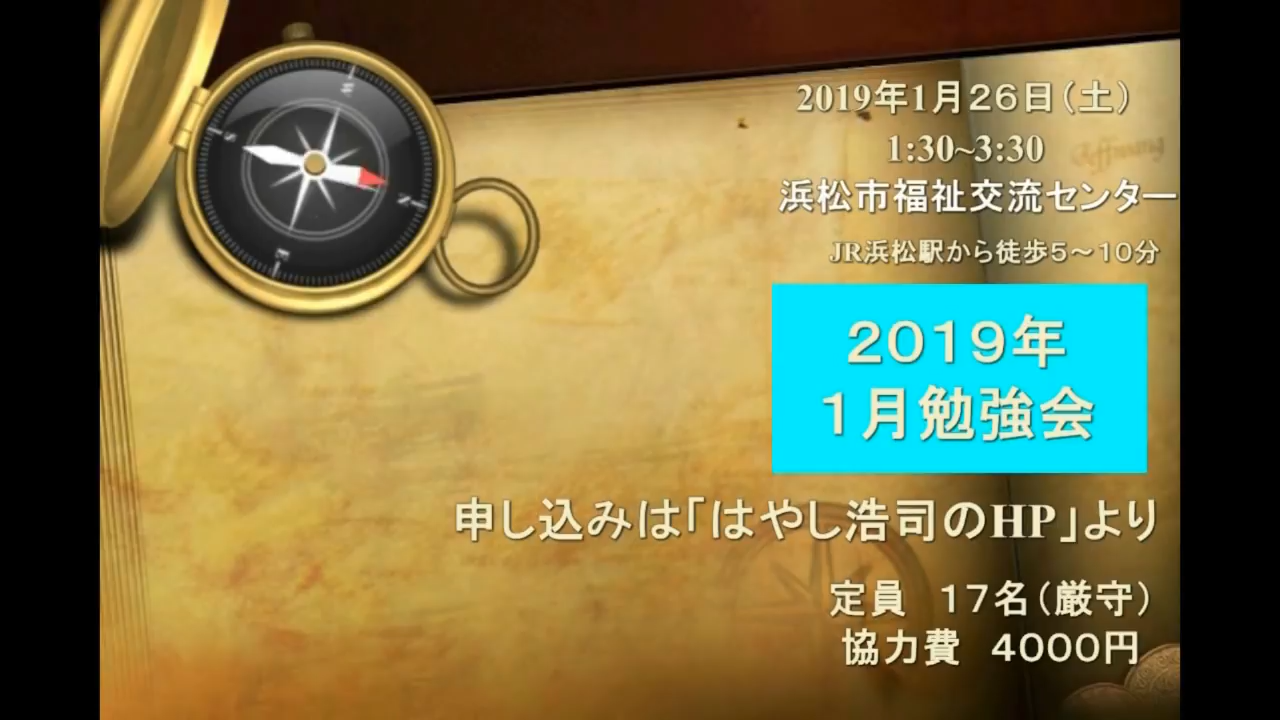 2019年1月26日(土)
1:30~3:30
浜松市福祉交流センター
JR浜松駅から徒歩5～10分
2019年
1月勉強会
申し込みは「はやし浩司のHP」より
定員　17名(厳守)
協力費　4000円
W
S
N
E